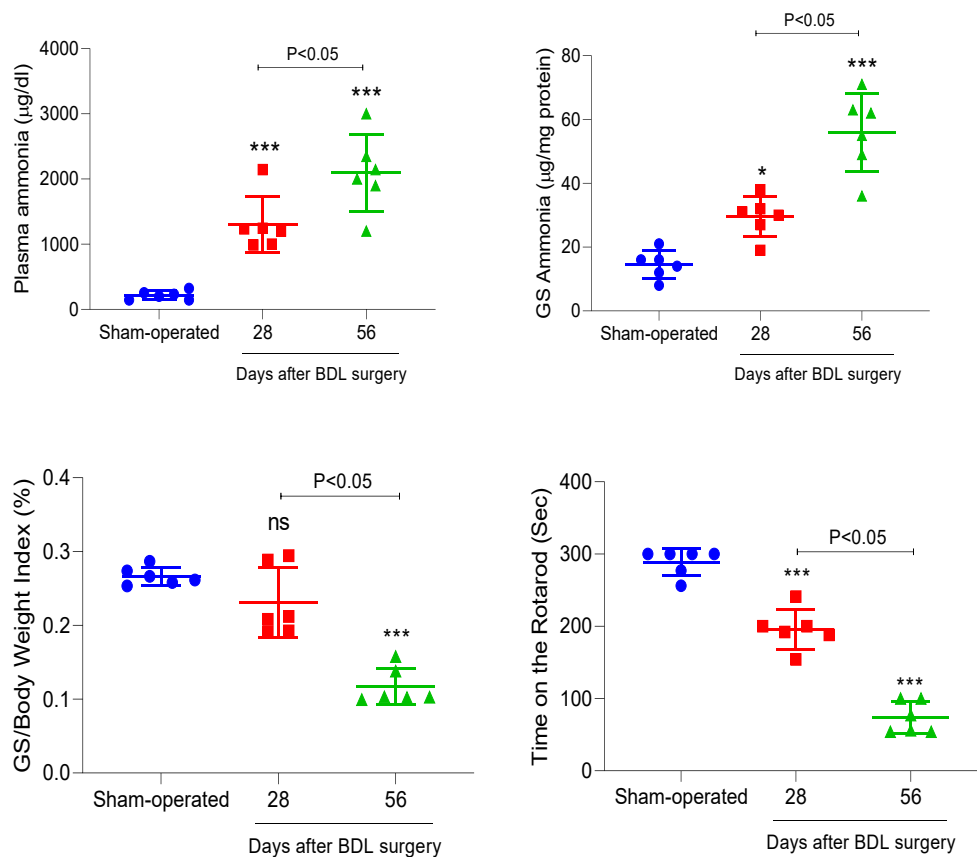 Plasma ammonia (µg/dl)
4000
3000
2000
1000
0
P<0.05
***
***
Sham-operated
28
56
Days after BDL surgery
GS Ammonia (µg/mg protein)
80
60
40
20
0
P<0.05
*
***
Sham-operated
28
56
Days after BDL surgery
GS/Body Weight Index (%)
0.4
0.3
0.2
0.1
0.0
P<0.05
ns
***
Sham-operated
28
56
Days after BDL surgery
Time on the Rotarod (Sec)
400
300
200
100
0
P<0.05
***
***
Sham-operated
28
56
Days after BDL surgery